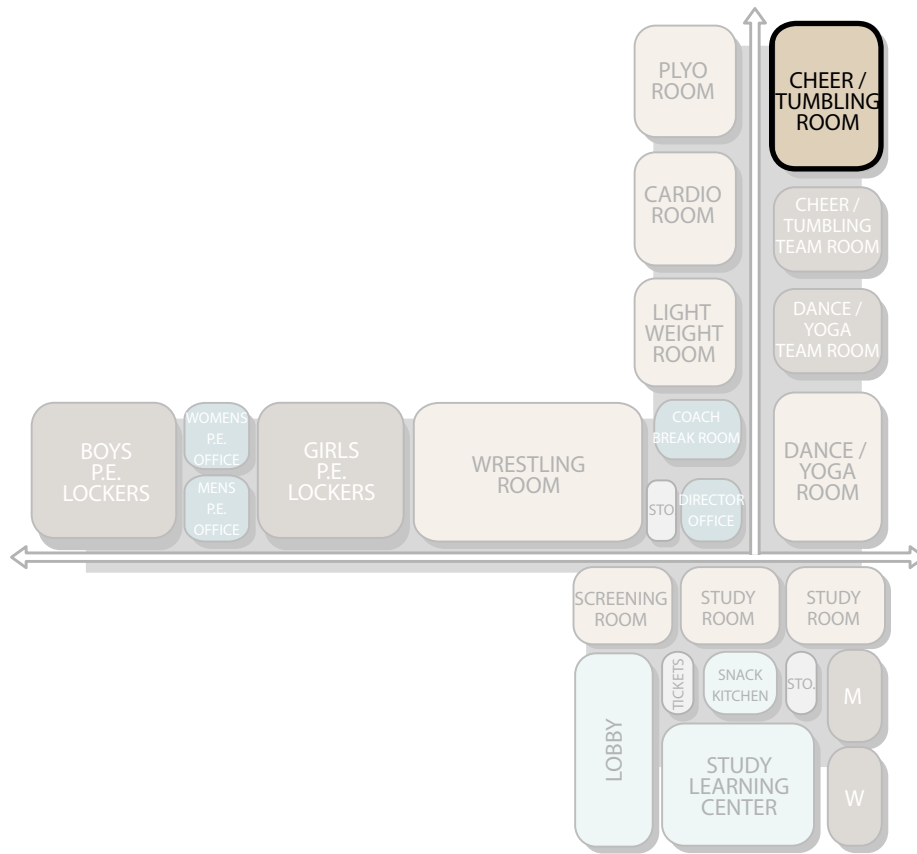 PLYO
ROOM
CHEER /
TUMBLING
ROOM
CARDIO
ROOM
CHEER /
TUMBLING
TEAM ROOM
LIGHT
WEIGHT
ROOM
DANCE /
YOGA
TEAM ROOM
BOYS
P.E.
LOCKERS
WOMENS
P.E.
OFFICE
MENS
P.E.
OFFICE
GIRLS
P.E.
LOCKERS
WRESTLING
ROOM
COACH
BREAK ROOM
STO
DIRECTOR
OFFICE
DANCE /
YOGA
ROOM
SCREENING
ROOM
STUDY
ROOM
STUDY
ROOM
LOBBY
TICKETS
SNACK
KITCHEN
STO.
M
STUDY
LEARNING
CENTER
W